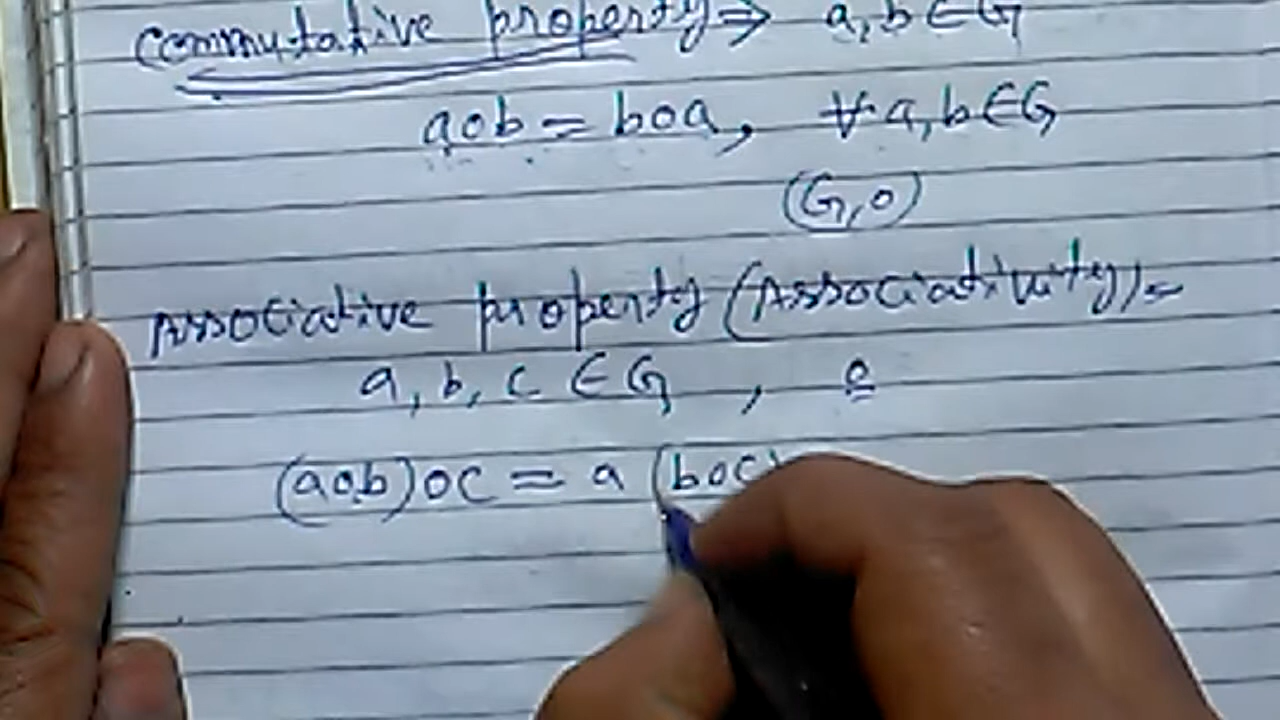 commutative property⇒ a, b ∈ G
aob = boa, ∀ a, b ∈ G
(G, o)
Associative property (Associativity) =
a, b, c ∈ G , o
(aob)oc = a (boc)